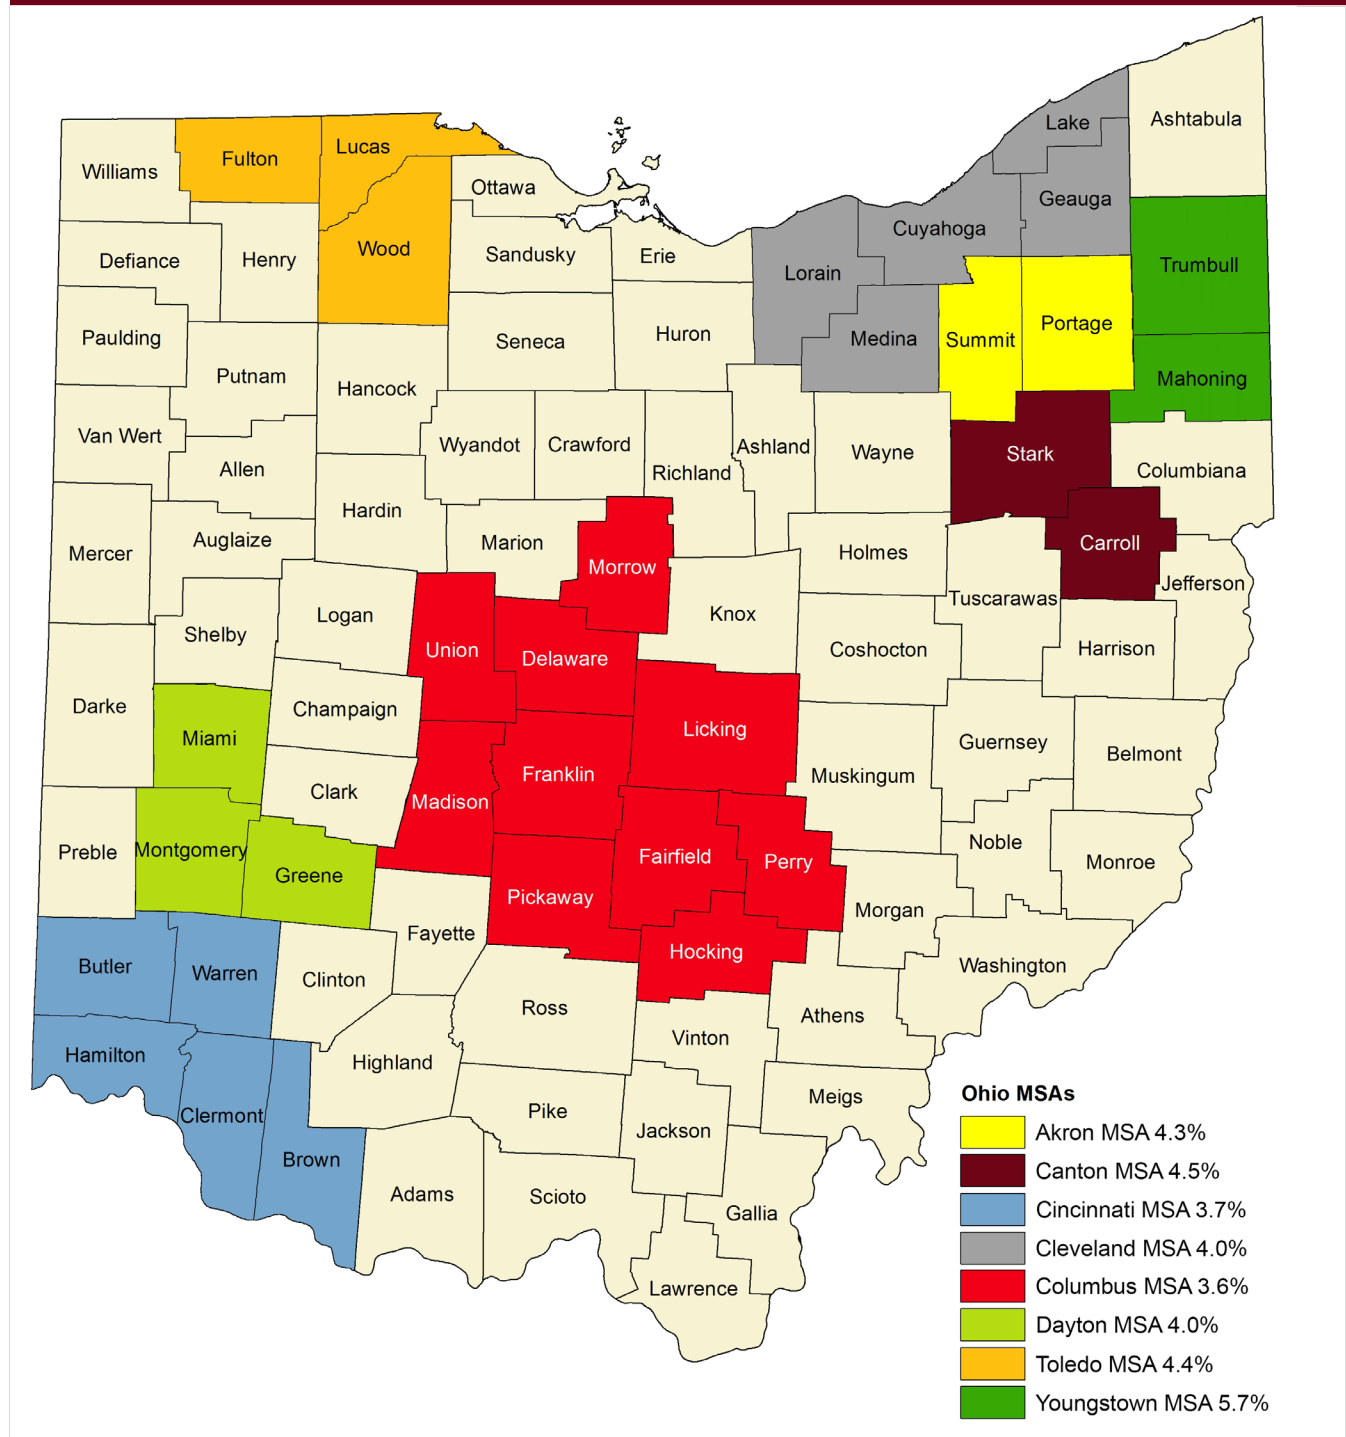 Ashtabula
Lake
Lucas
Fulton
Williams
Ottawa
Geauga
Cuyahoga
Wood
Sandusky
Erie
Defiance
Henry
Lorain
Trumbull
Portage
Huron
Paulding
Seneca
Medina
Summit
Putnam
Mahoning
Hancock
Van Wert
Wyandot
Crawford
Ashland
Wayne
Stark
Allen
Richland
Columbiana
Hardin
Auglaize
Marion
Carroll
Mercer
Holmes
Morrow
Jefferson
Tuscarawas
Logan
Knox
Shelby
Union
Delaware
Coshocton
Harrison
Darke
Champaign
Licking
Miami
Guernsey
Belmont
Franklin
Muskingum
Clark
Madison
Noble
Preble
Montgomery
Fairfield
Perry
Monroe
Greene
Pickaway
Morgan
Fayette
Hocking
Butler
Warren
Clinton
Washington
Ross
Athens
Vinton
Hamilton
Highland
Meigs
Pike
Clermont
Jackson
Brown
Adams
Scioto
Gallia
Lawrence
Ohio MSAs
Akron MSA 4.3%
Canton MSA 4.5%
Cincinnati MSA 3.7%
Cleveland MSA 4.0%
Columbus MSA 3.6%
Dayton MSA 4.0%
Toledo MSA 4.4%
Youngstown MSA 5.7%